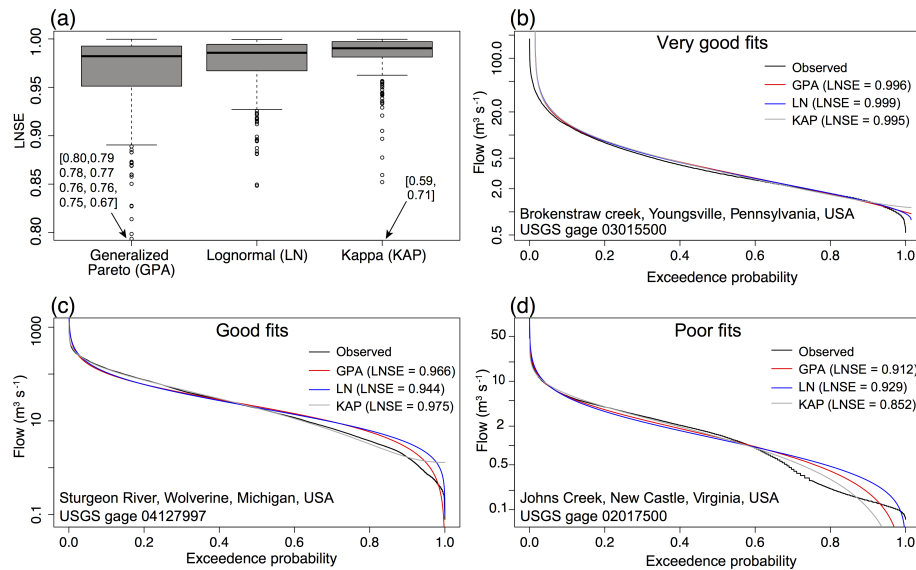 (a)
LNSE
1.00
0.95
0.90
0.85
0.80
[0.80,0.79
0.78, 0.77
0.76, 0.76,
0.75, 0.67]
[0.59,
0.71]
Generalized
Pareto (GPA)
Lognormal (LN)
Kappa (KAP)
(b)
Very good fits
Flow (m³ s⁻¹)
100.0
20.0
5.0
2.0
0.5
Observed
GPA (LNSE = 0.996)
LN (LNSE = 0.999)
KAP (LNSE = 0.995)
Brokenstraw creek, Youngsville, Pennsylvania, USA
USGS gage 03015500
0.0 0.2 0.4 0.6 0.8 1.0
Exceedence probability
(c)
Good fits
Flow (m³ s⁻¹)
1000
10
0.1
Observed
GPA (LNSE = 0.966)
LN (LNSE = 0.944)
KAP (LNSE = 0.975)
Sturgeon River, Wolverine, Michigan, USA
USGS gage 04127997
0.0 0.2 0.4 0.6 0.8 1.0
Exceedence probability
(d)
Poor fits
Flow (m³ s⁻¹)
50
10
2
0.5
0.1
Observed
GPA (LNSE = 0.912)
LN (LNSE = 0.929)
KAP (LNSE = 0.852)
Johns Creek, New Castle, Virginia, USA
USGS gage 02017500
0.0 0.2 0.4 0.6 0.8 1.0
Exceedence probability